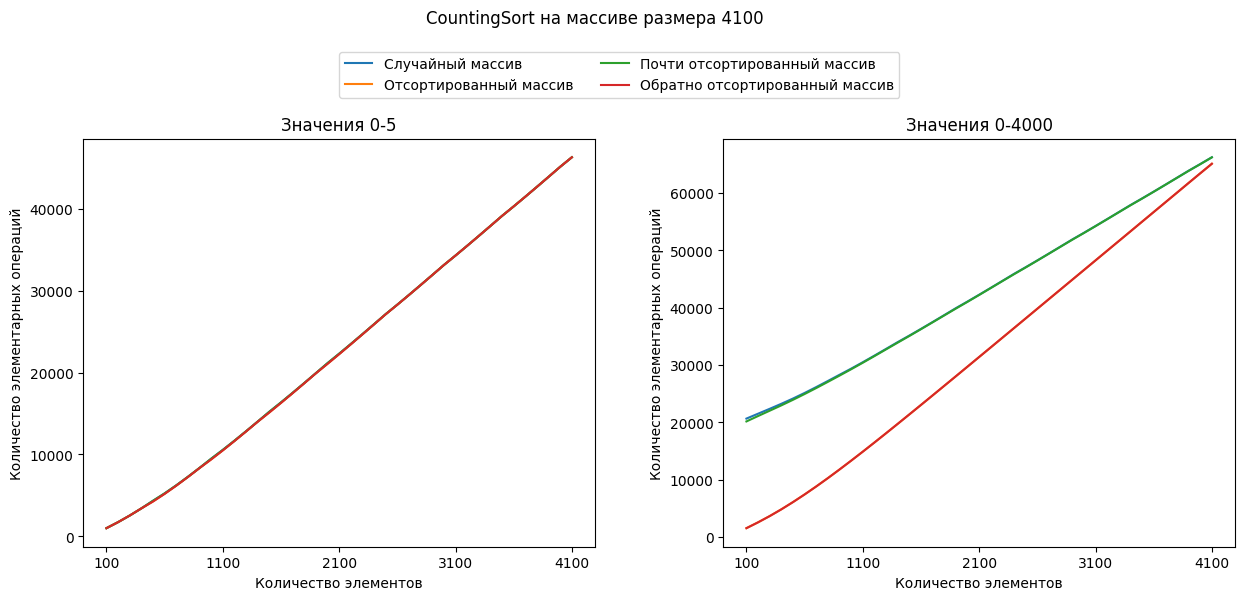 CountingSort на массиве размера 4100
Случайный массив
Отсортированный массив
Почти отсортированный массив
Обратно отсортированный массив
Значения 0-5
Количество элементарных операций
40000
30000
20000
10000
0
100 1100 2100 3100 4100
Количество элементов
Значения 0-4000
Количество элементарных операций
60000
50000
40000
30000
20000
10000
0
100 1100 2100 3100 4100
Количество элементов